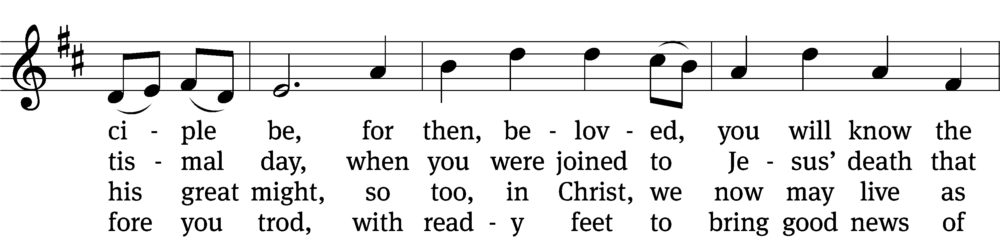 ci - ple be, for then, be - lov - ed, you will know the
tis - mal day, when you were joined to Je - sus’ death that
his great might, so too, in Christ, we now may live as
fore you trod, with read - y feet to bring good news of